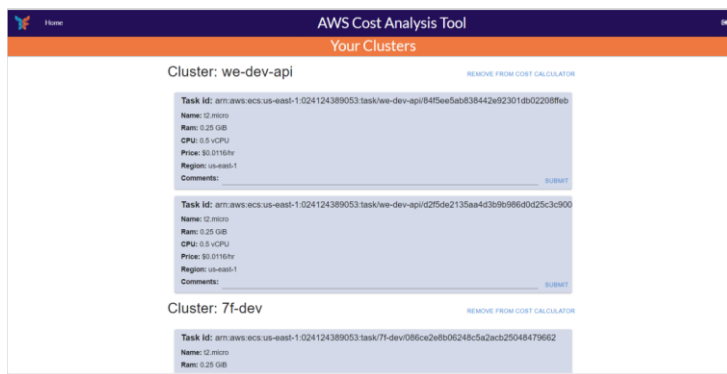 Home
AWS Cost Analysis Tool
Your Clusters
Cluster: we-dev-api
REMOVE FROM COST CALCULATOR
Task id: arn:aws:ecs:us-east-1:024124389053:task/we-dev-api/84f5ee5ab838442e92301db02208ffeb
Name: t2.micro
Ram: 0.25 GiB
CPU: 0.5 vCPU
Price: $0.0116/hr
Region: us-east-1
Comments:
SUBMIT
Task id: arn:aws:ecs:us-east-1:024124389053:task/we-dev-api/d2f5de2135aa4d3b9b986d0d25c3c900
Name: t2.micro
Ram: 0.25 GiB
CPU: 0.5 vCPU
Price: $0.0116/hr
Region: us-east-1
Comments:
SUBMIT
Cluster: 7f-dev
REMOVE FROM COST CALCULATOR
Task id: arn:aws:ecs:us-east-1:024124389053:task/7f-dev/086ce2e8b06248c5a2acb25048479662
Name: t2.micro
Ram: 0.25 GiB